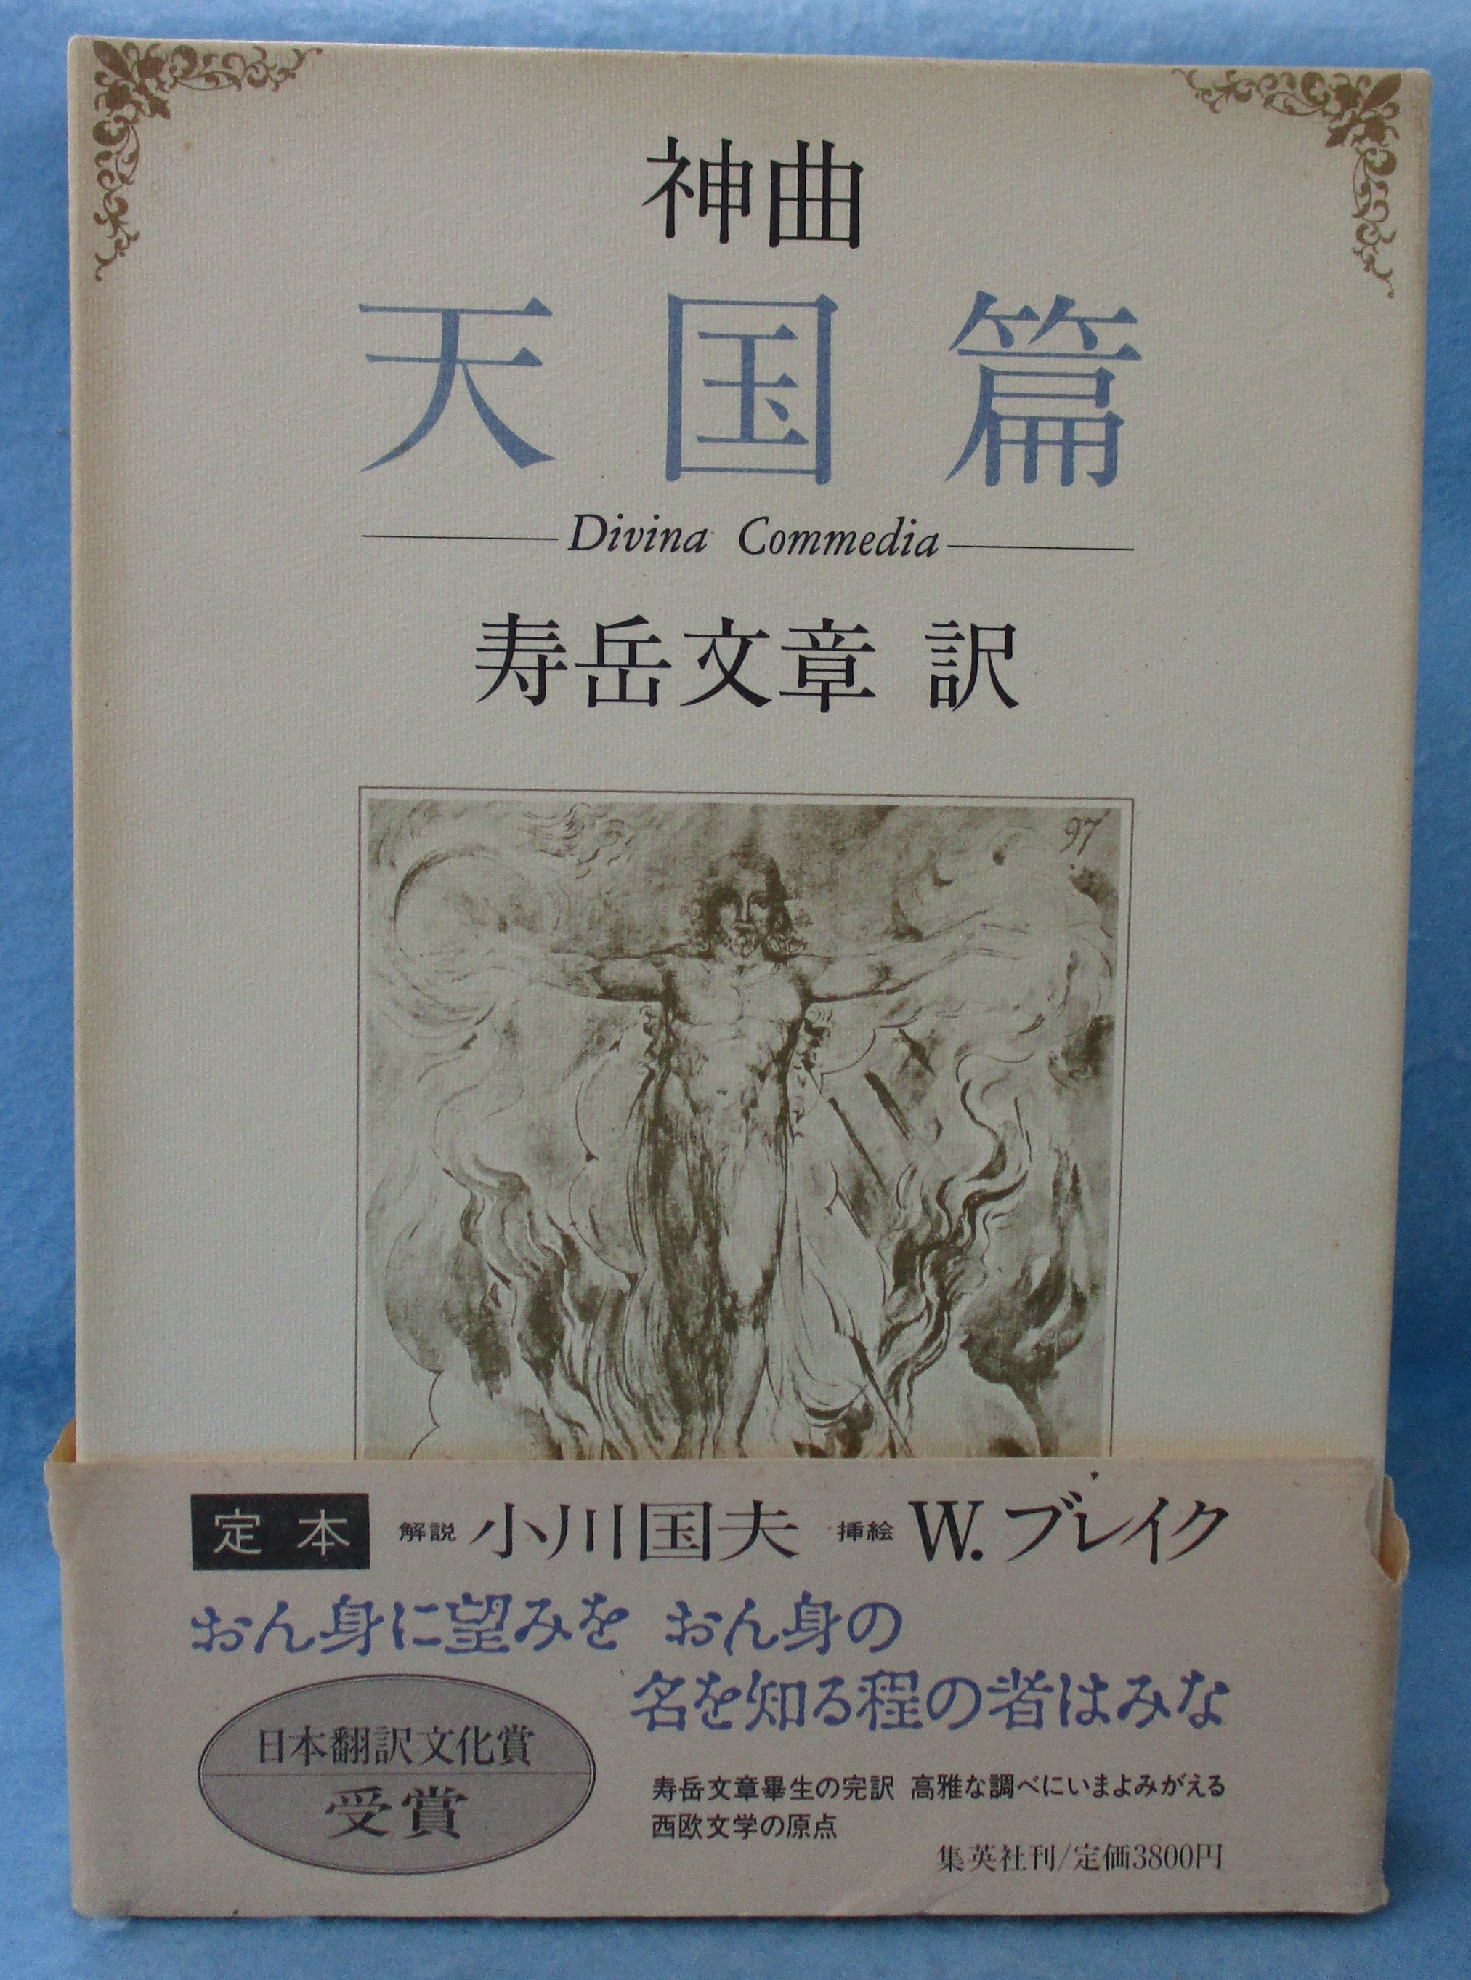 神曲
天国篇
Divina Commedia
寿岳文章 訳
97
定本 解説 小川国夫 挿絵 W.ブレイク
おん身に望みを おん身の
名を知る程の者はみな
日本翻訳文化賞
受賞
寿岳文章畢生の完訳 高雅な調べにいまよみがえる
西欧文学の原点
集英社刊/定価3800円